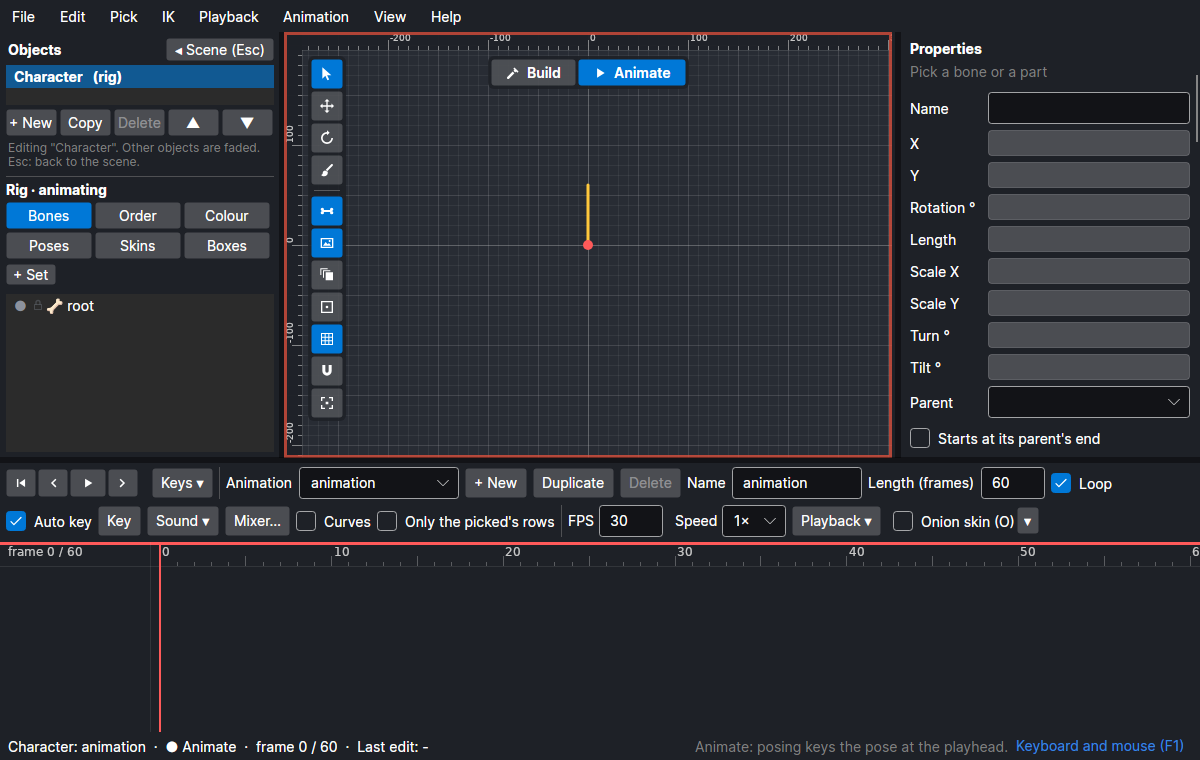 File Edit Pick IK Playback Animation View Help
Objects
◂ Scene (Esc)
Character (rig)
+ New Copy Delete ▲ ▼
Editing "Character". Other objects are faded.
Esc: back to the scene.
Rig · animating
Bones Order Colour
Poses Skins Boxes
+ Set
root
-200 -100 0 100 200
100
0
-100
-200
Build Animate
Properties
Pick a bone or a part
Name
X
Y
Rotation °
Length
Scale X
Scale Y
Turn °
Tilt °
Parent
Starts at its parent's end
Keys ▾ Animation animation + New Duplicate Delete Name animation Length (frames) 60 Loop
Auto key Key Sound ▾ Mixer... Curves Only the picked's rows FPS 30 Speed 1× Playback ▾ Onion skin (O) ▾
frame 0 / 60 0 10 20 30 40 50 6
Character: animation · ● Animate · frame 0 / 60 · Last edit: -
Animate: posing keys the pose at the playhead. Keyboard and mouse (F1)